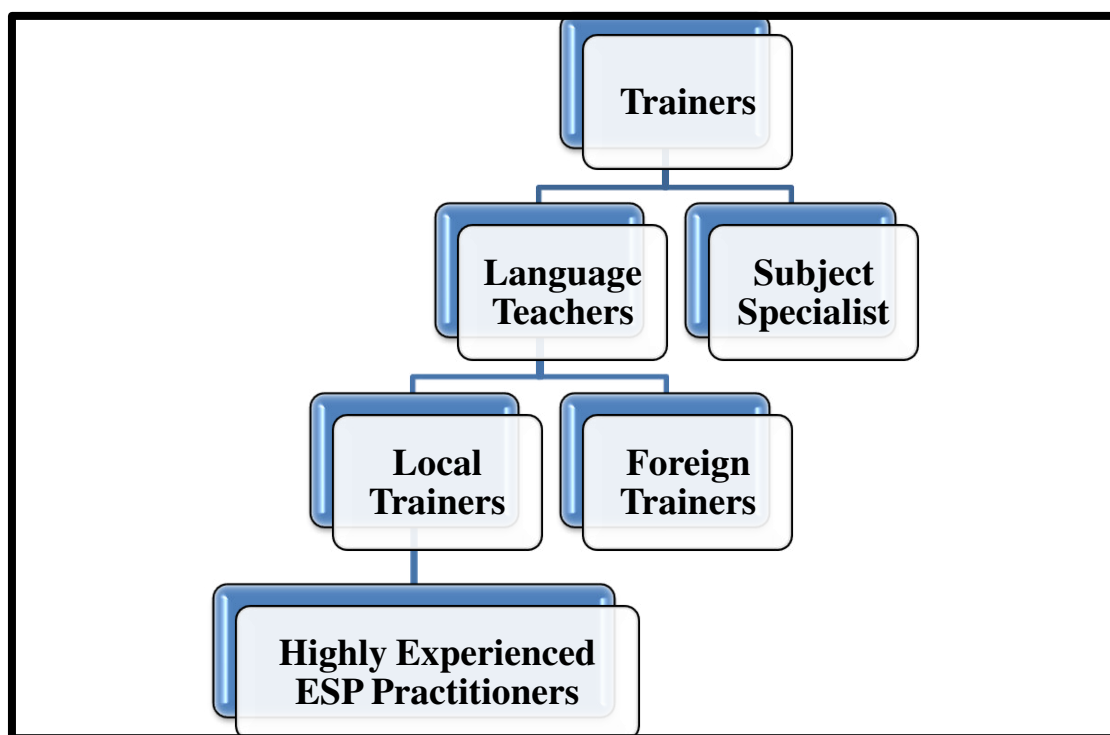 Trainers
Language
Teachers
Subject
Specialist
Local
Trainers
Foreign
Trainers
Highly Experienced
ESP Practitioners